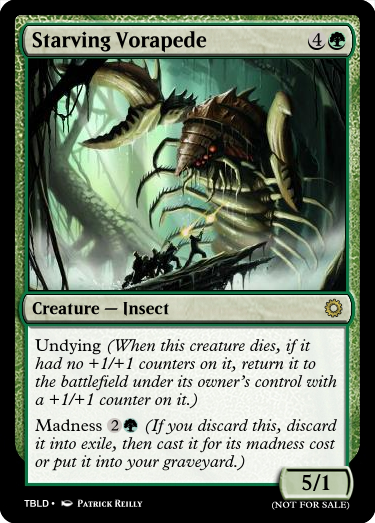 Starving Vorapede 4
Creature — Insect
Undying (When this creature dies, if it
had no +1/+1 counters on it, return it to
the battlefield under its owner's control with
a +1/+1 counter on it.)
Madness 2 (If you discard this, discard
it into exile, then cast it for its madness cost
or put it into your graveyard.)
5/1
TBLD • Patrick Reilly
(NOT FOR SALE)